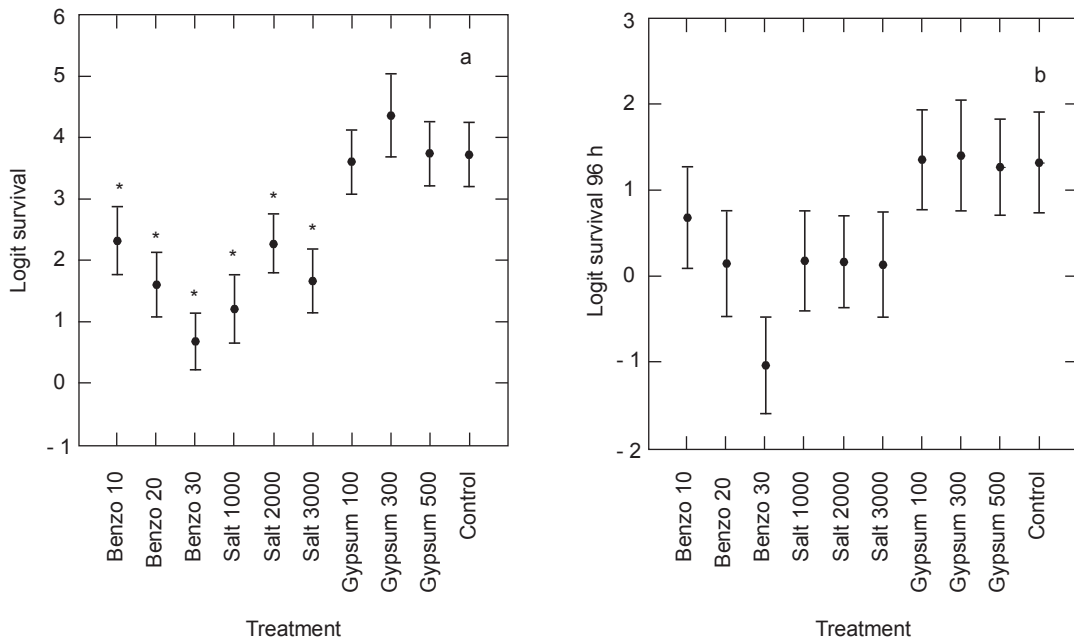 6
5
4
3
2
1
0
- 1
Logit survival
a
*
*
*
*
*
*
Benzo 10
Benzo 20
Benzo 30
Salt 1000
Salt 2000
Salt 3000
Gypsum 100
Gypsum 300
Gypsum 500
Control
Treatment
3
2
1
0
- 1
- 2
Logit survival 96 h
b
Benzo 10
Benzo 20
Benzo 30
Salt 1000
Salt 2000
Salt 3000
Gypsum 100
Gypsum 300
Gypsum 500
Control
Treatment